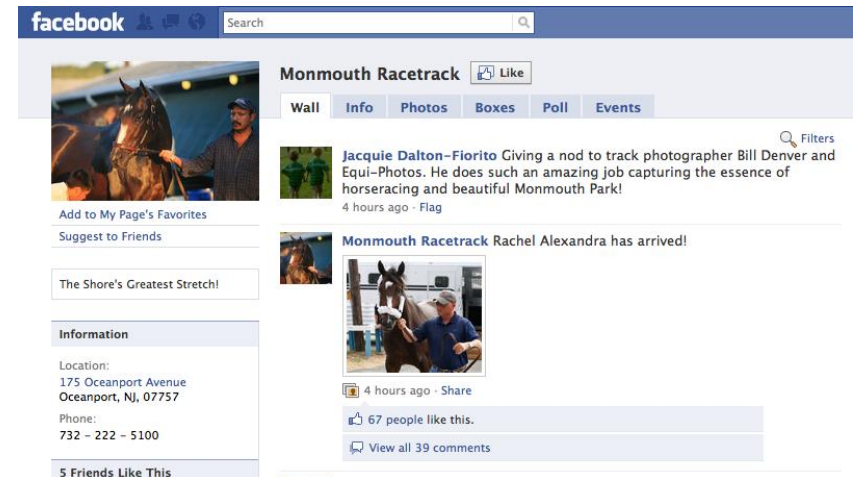 facebook Search
Monmouth Racetrack Like
Wall Info Photos Boxes Poll Events
Filters
Jacquie Dalton-Fiorito Giving a nod to track photographer Bill Denver and
Equi-Photos. He does such an amazing job capturing the essence of
horseracing and beautiful Monmouth Park!
4 hours ago · Flag
Monmouth Racetrack Rachel Alexandra has arrived!
4 hours ago · Share
67 people like this.
View all 39 comments
Add to My Page's Favorites
Suggest to Friends
The Shore's Greatest Stretch!
Information
Location:
175 Oceanport Avenue
Oceanport, NJ, 07757
Phone:
732 - 222 - 5100
5 Friends Like This